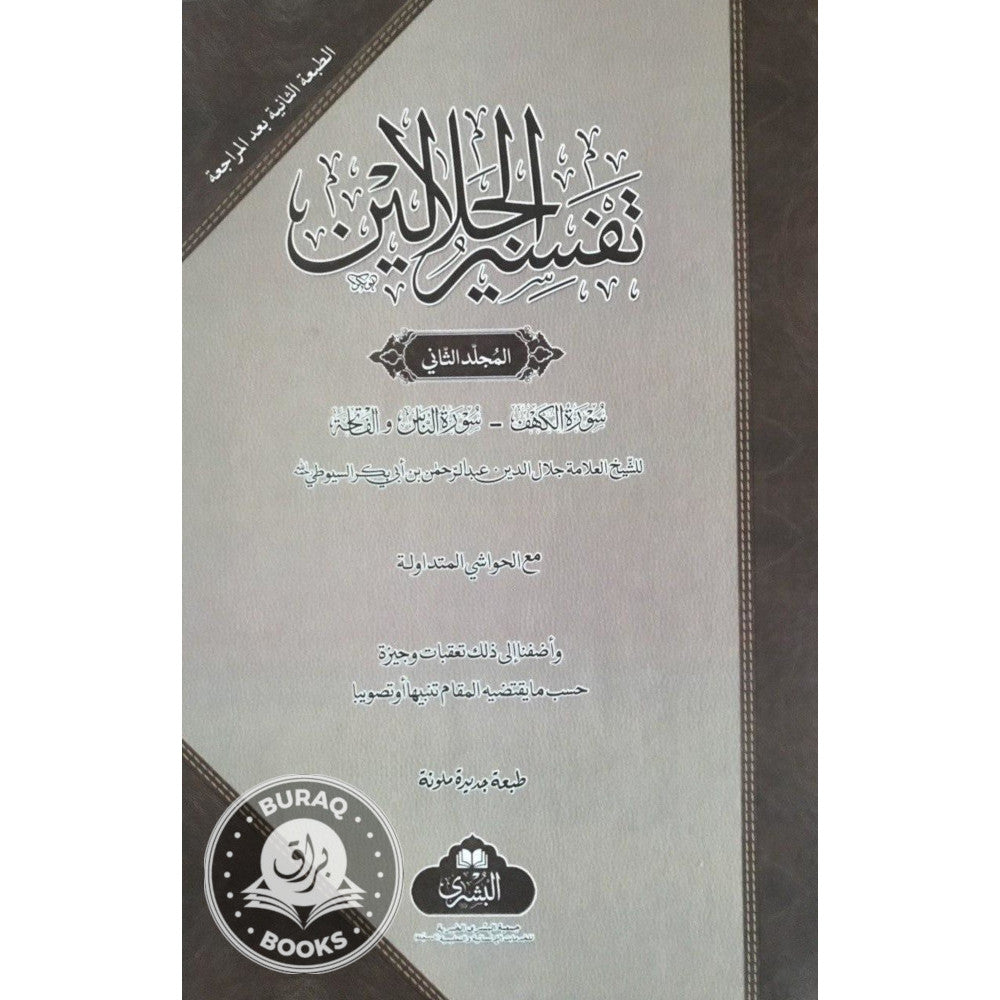 الطبعة الثانية بعد المراجعة
تفسير الجلالين
المجلد الثاني
سورة الكهف - سورة الناس و الفاتحة
للشيخ العلامة جلال الدين عبد الرحمن بن أبي بكر السيوطي رحمه الله
مع الحواشي المتداولة
وأضفنا إلى ذلك تعقبات وجيزة
حسب ما يقتضيه المقام تنبيها أو تصويبا
طبعة جديدة ملونة
البشرى
BURAQ
براق
BOOKS